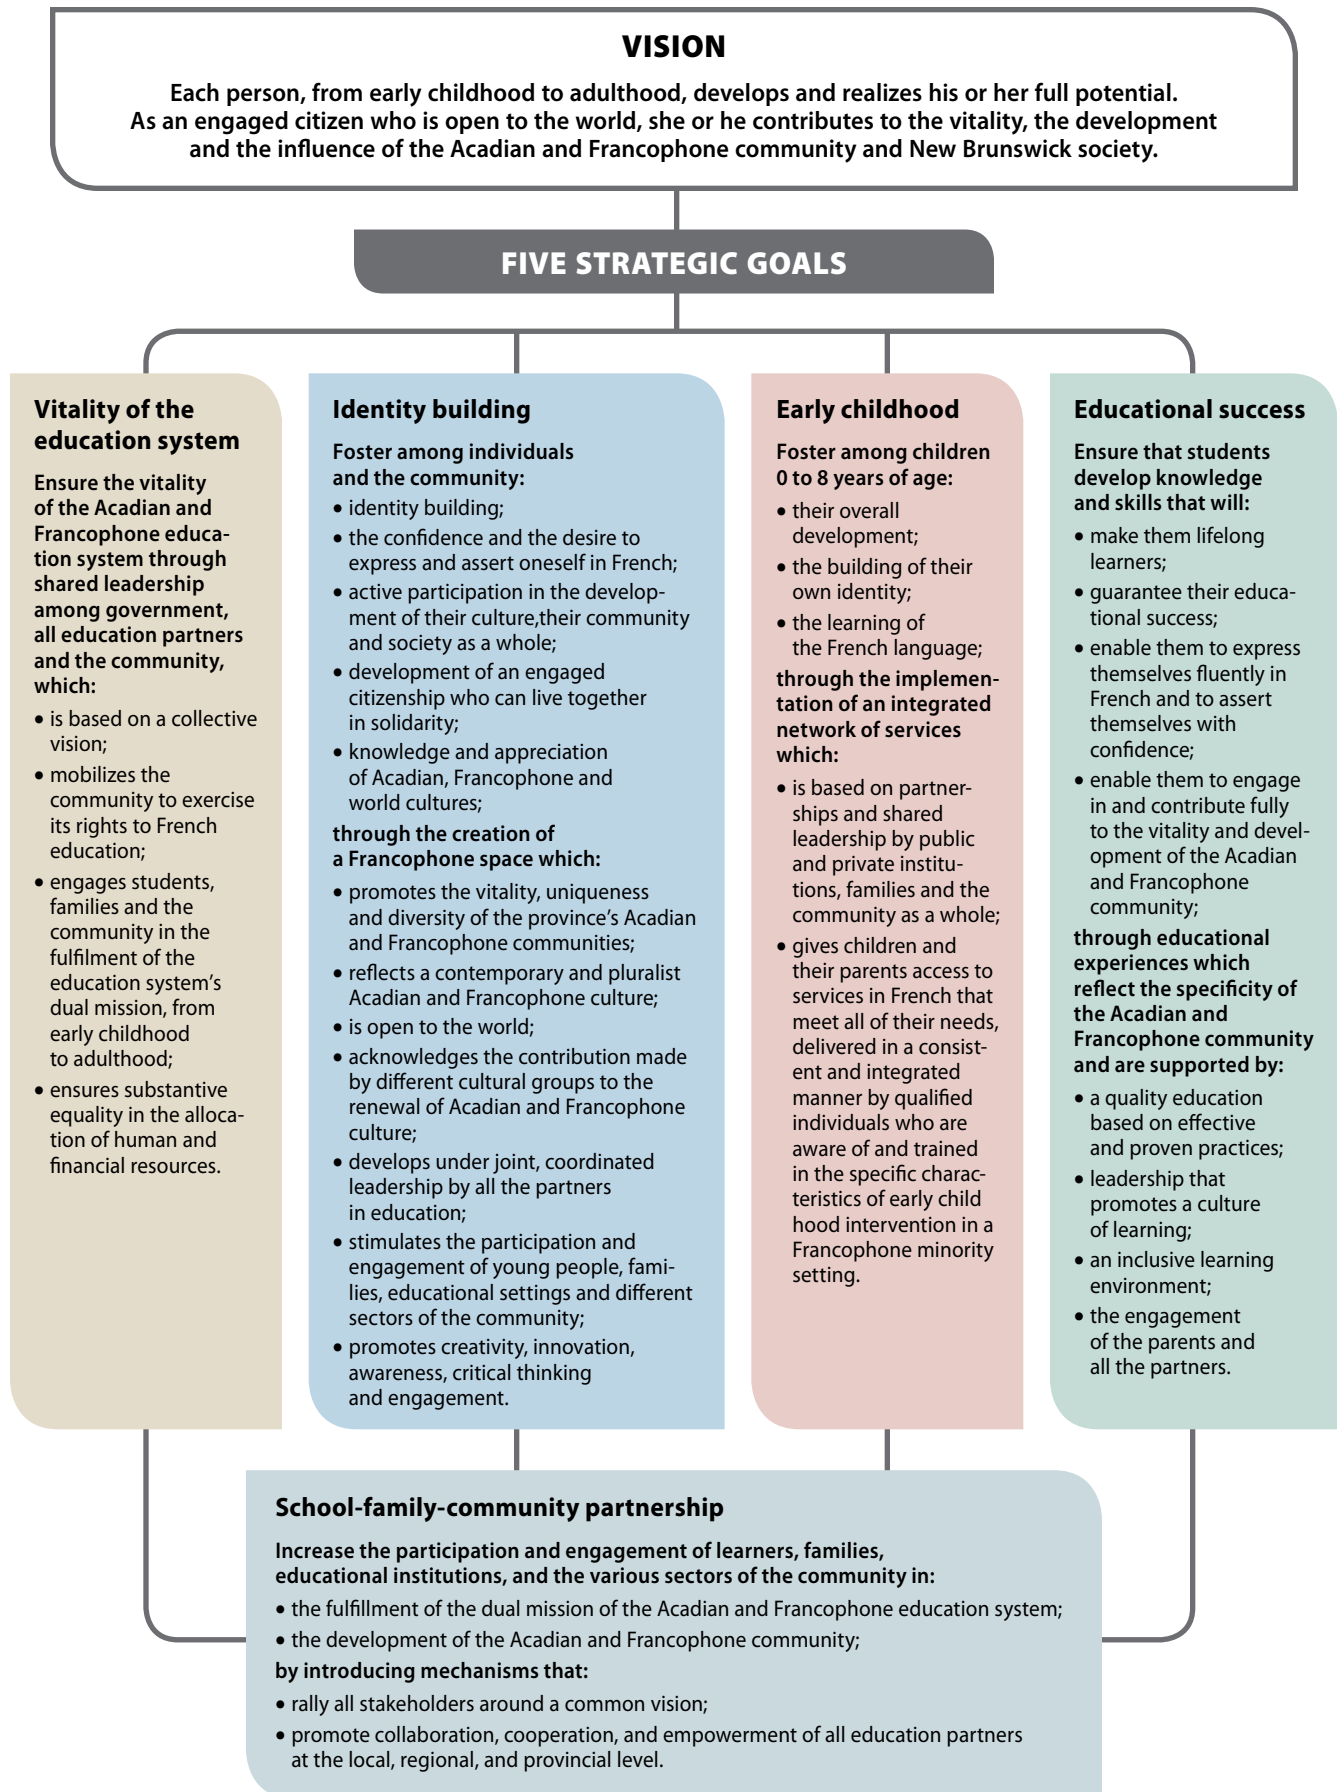 VISION
Each person, from early childhood to adulthood, develops and realizes his or her full potential.
As an engaged citizen who is open to the world, she or he contributes to the vitality, the development
and the influence of the Acadian and Francophone community and New Brunswick society.
FIVE STRATEGIC GOALS
Vitality of the
education system
Ensure the vitality
of the Acadian and
Francophone educa-
tion system through
shared leadership
among government,
all education partners
and the community,
which:
• is based on a collective
vision;
• mobilizes the
community to exercise
its rights to French
education;
• engages students,
families and the
community in the
fulfilment of the
education system's
dual mission, from
early childhood
to adulthood;
• ensures substantive
equality in the alloca-
tion of human and
financial resources.
Identity building
Foster among individuals
and the community:
• identity building;
• the confidence and the desire to
express and assert oneself in French;
• active participation in the develop-
ment of their culture,their community
and society as a whole;
• development of an engaged
citizenship who can live together
in solidarity;
• knowledge and appreciation
of Acadian, Francophone and
world cultures;
through the creation of
a Francophone space which:
• promotes the vitality, uniqueness
and diversity of the province's Acadian
and Francophone communities;
• reflects a contemporary and pluralist
Acadian and Francophone culture;
• is open to the world;
• acknowledges the contribution made
by different cultural groups to the
renewal of Acadian and Francophone
culture;
• develops under joint, coordinated
leadership by all the partners
in education;
• stimulates the participation and
engagement of young people, fami-
lies, educational settings and different
sectors of the community;
• promotes creativity, innovation,
awareness, critical thinking
and engagement.
Early childhood
Foster among children
0 to 8 years of age:
• their overall
development;
• the building of their
own identity;
• the learning of
the French language;
through the implemen-
tation of an integrated
network of services
which:
• is based on partner-
ships and shared
leadership by public
and private institu-
tions, families and the
community as a whole;
• gives children and
their parents access to
services in French that
meet all of their needs,
delivered in a consist-
ent and integrated
manner by qualified
individuals who are
aware of and trained
in the specific charac-
teristics of early child
hood intervention in a
Francophone minority
setting.
Educational success
Ensure that students
develop knowledge
and skills that will:
• make them lifelong
learners;
• guarantee their educa-
tional success;
• enable them to express
themselves fluently in
French and to assert
themselves with
confidence;
• enable them to engage
in and contribute fully
to the vitality and devel-
opment of the Acadian
and Francophone
community;
through educational
experiences which
reflect the specificity of
the Acadian and
Francophone community
and are supported by:
• a quality education
based on effective
and proven practices;
• leadership that
promotes a culture
of learning;
• an inclusive learning
environment;
• the engagement
of the parents and
all the partners.
School-family-community partnership
Increase the participation and engagement of learners, families,
educational institutions, and the various sectors of the community in:
• the fulfillment of the dual mission of the Acadian and Francophone education system;
• the development of the Acadian and Francophone community;
by introducing mechanisms that:
• rally all stakeholders around a common vision;
• promote collaboration, cooperation, and empowerment of all education partners
at the local, regional, and provincial level.